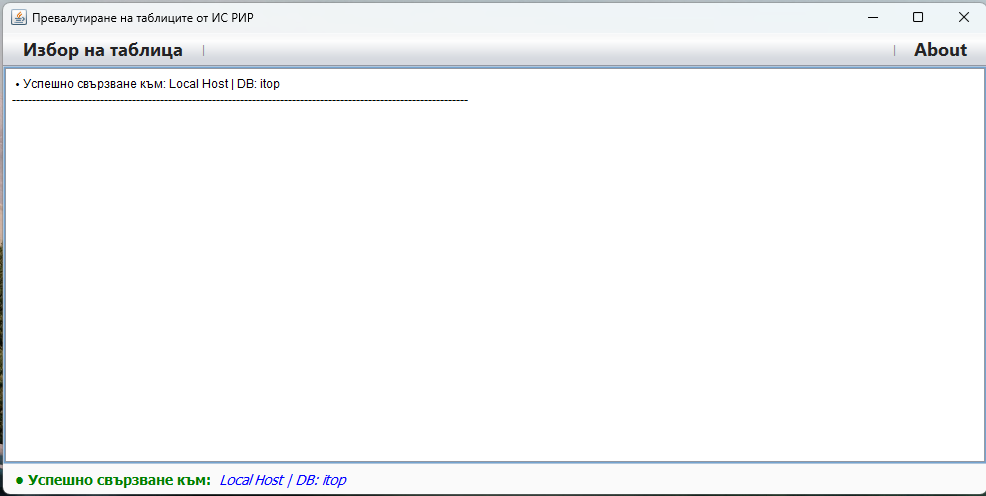 Превалутиране на таблиците от ИС РИР
Избор на таблица | | About
• Успешно свързване към: Local Host | DB: itop
------------------------------------------------------------------------------------------------------------------
• Успешно свързване към: Local Host | DB: itop